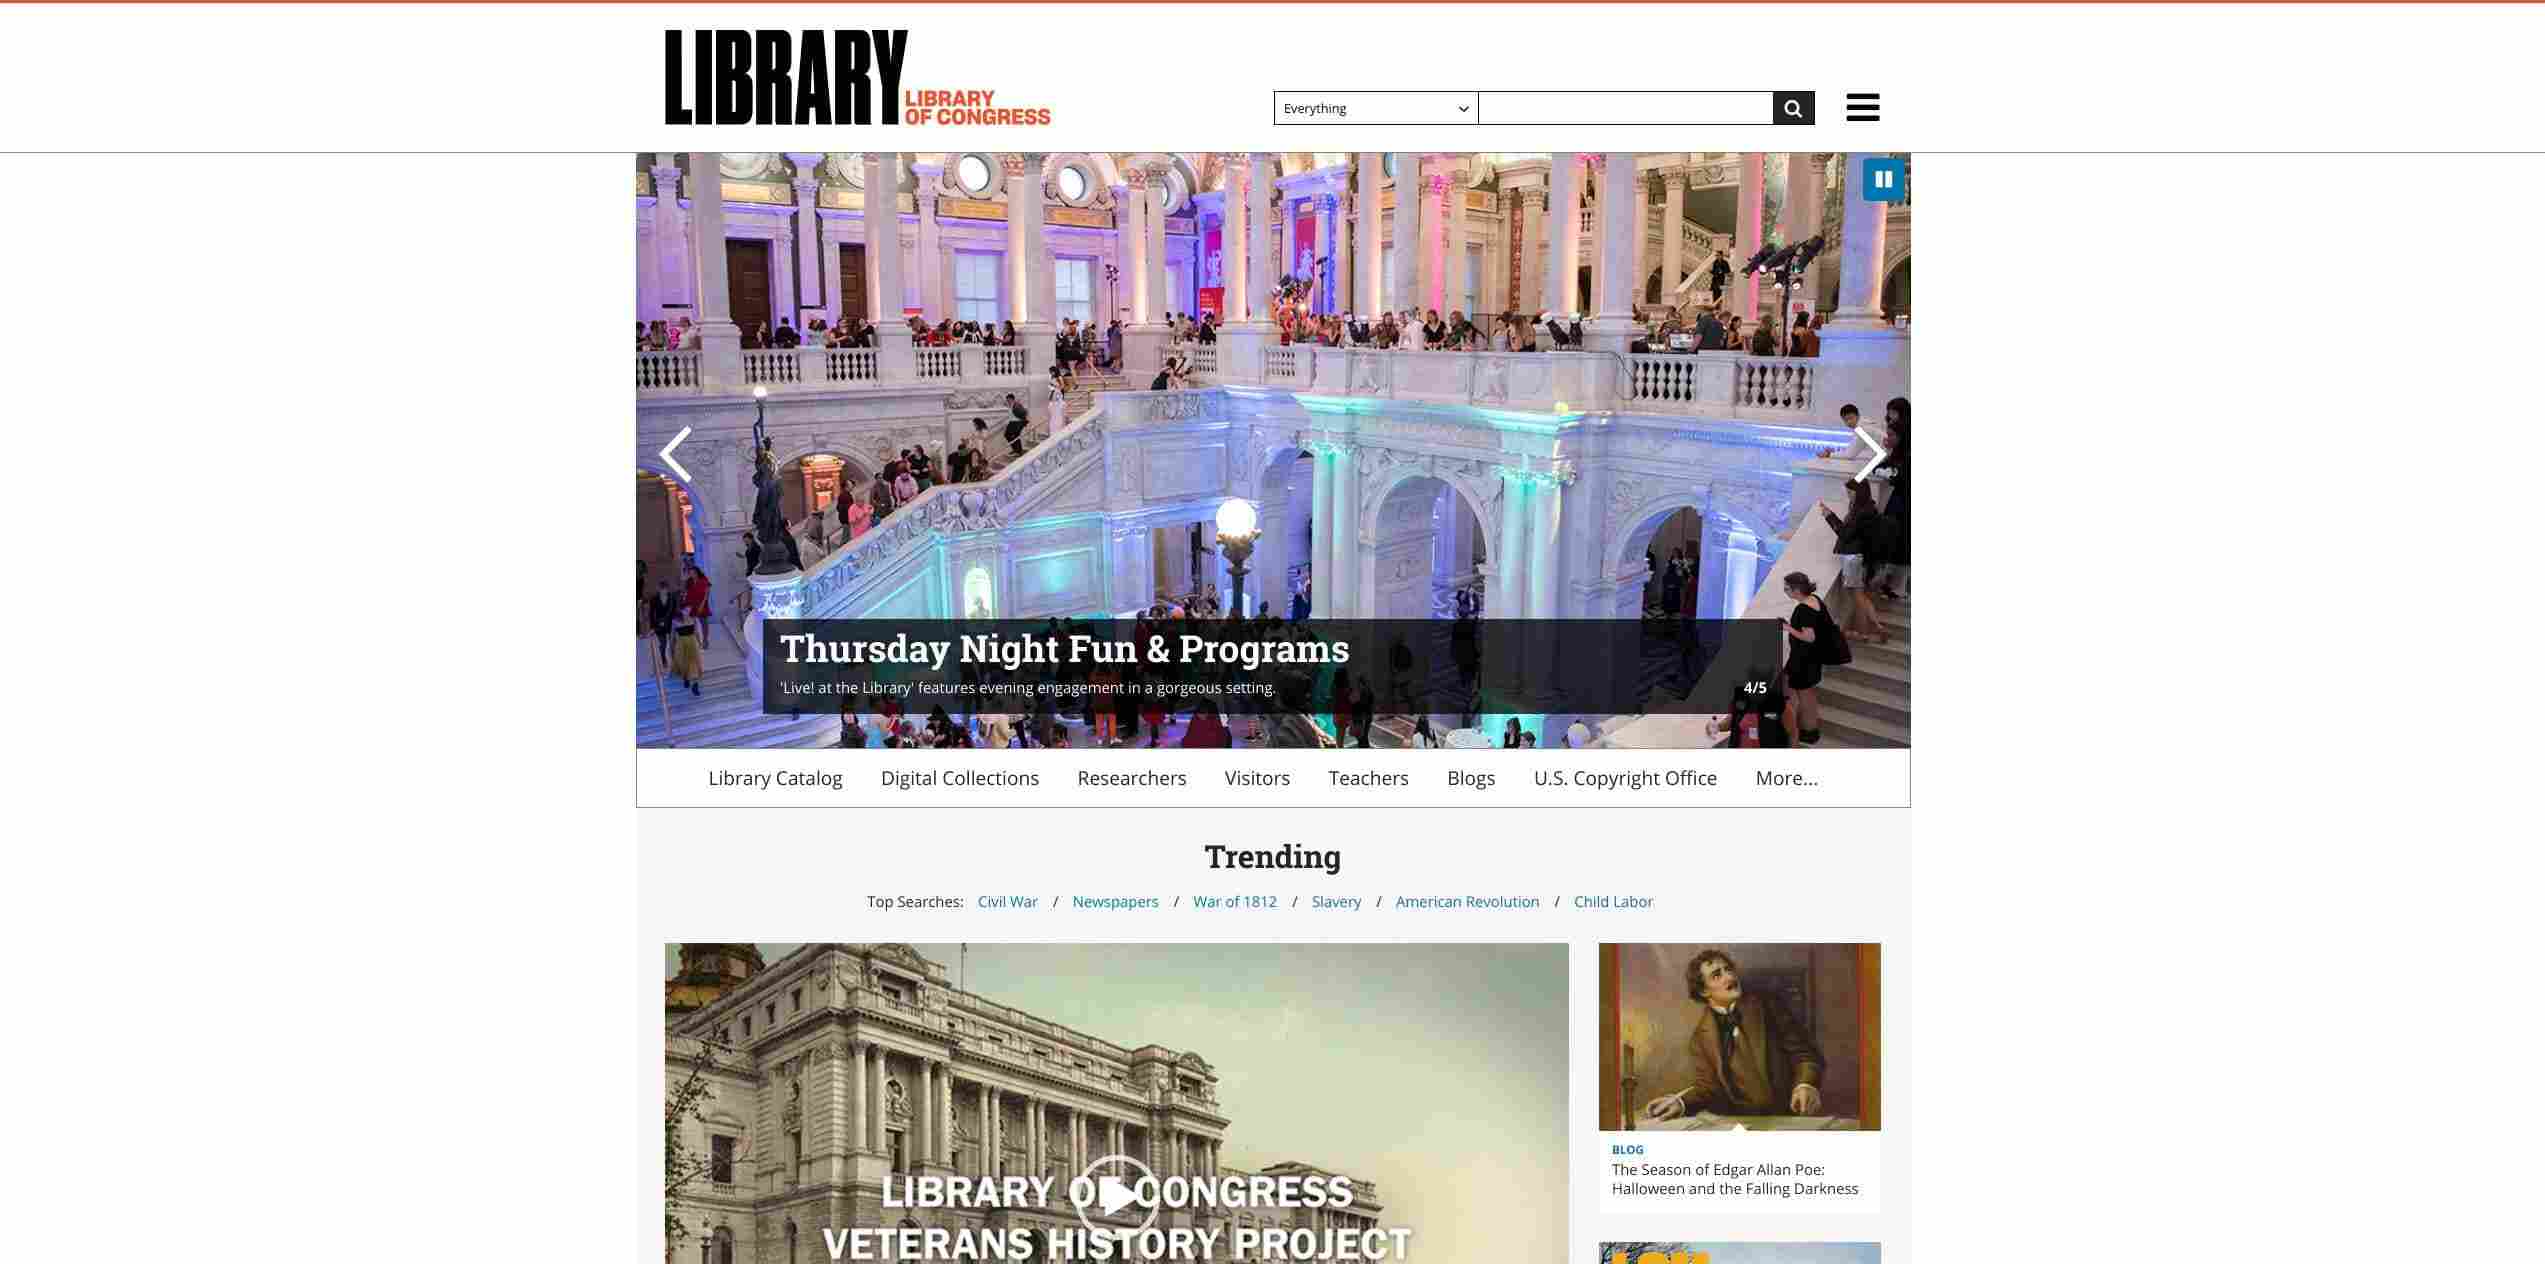 LIBRARY
LIBRARY
OF CONGRESS
Everything
Thursday Night Fun & Programs
'Live! at the Library' features evening engagement in a gorgeous setting.
4/5
Library Catalog Digital Collections Researchers Visitors Teachers Blogs U.S. Copyright Office More...
Trending
Top Searches: Civil War / Newspapers / War of 1812 / Slavery / American Revolution / Child Labor
LIBRARY OF CONGRESS
VETERANS HISTORY PROJECT
BLOG
The Season of Edgar Allan Poe:
Halloween and the Falling Darkness